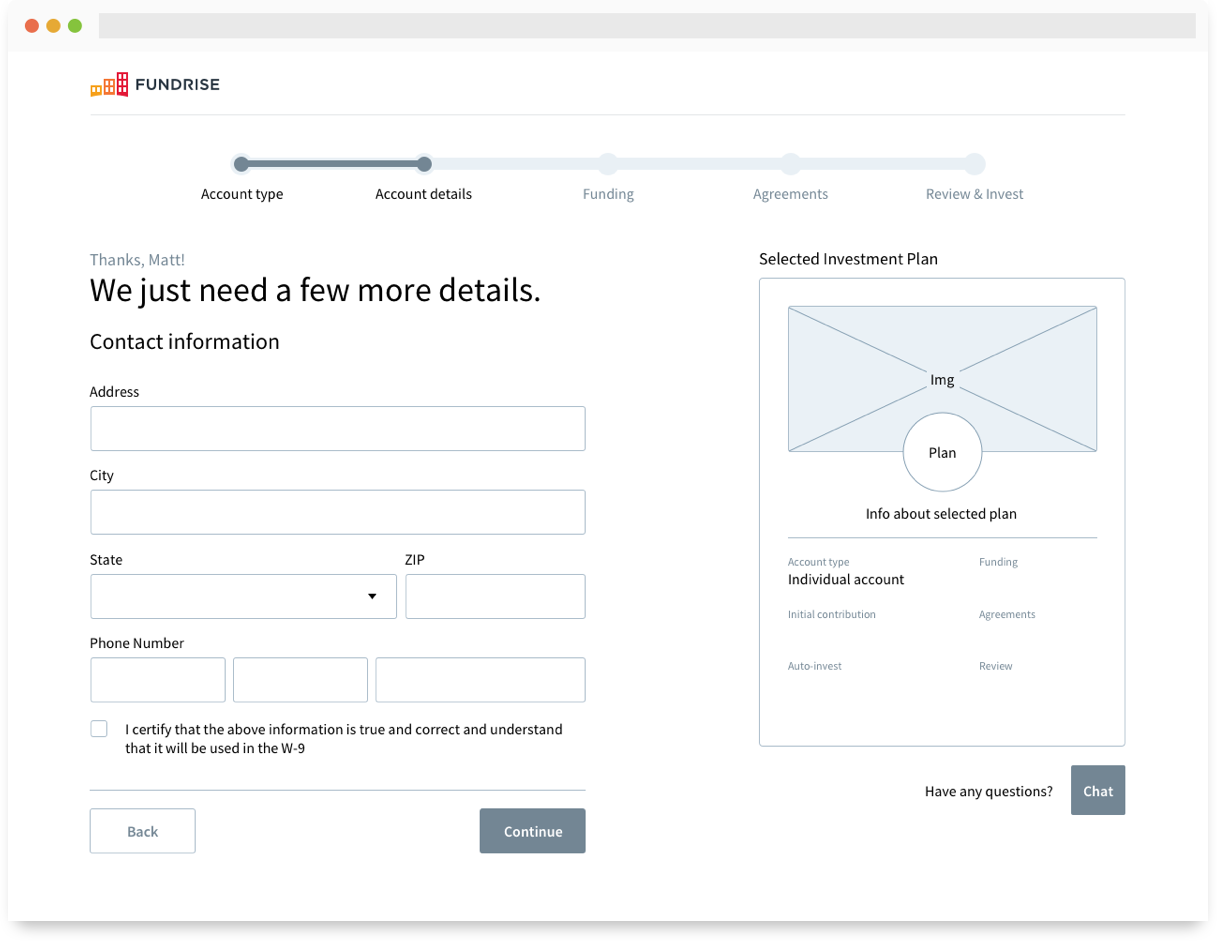 FUNDRISE
Account type
Account details
Funding
Agreements
Review & Invest
Thanks, Matt!
We just need a few more details.
Contact information
Address
City
State
ZIP
Phone Number
I certify that the above information is true and correct and understand
that it will be used in the W-9
Back
Continue
Selected Investment Plan
Img
Plan
Info about selected plan
Account type
Individual account
Funding
Initial contribution
Agreements
Auto-invest
Review
Have any questions?
Chat